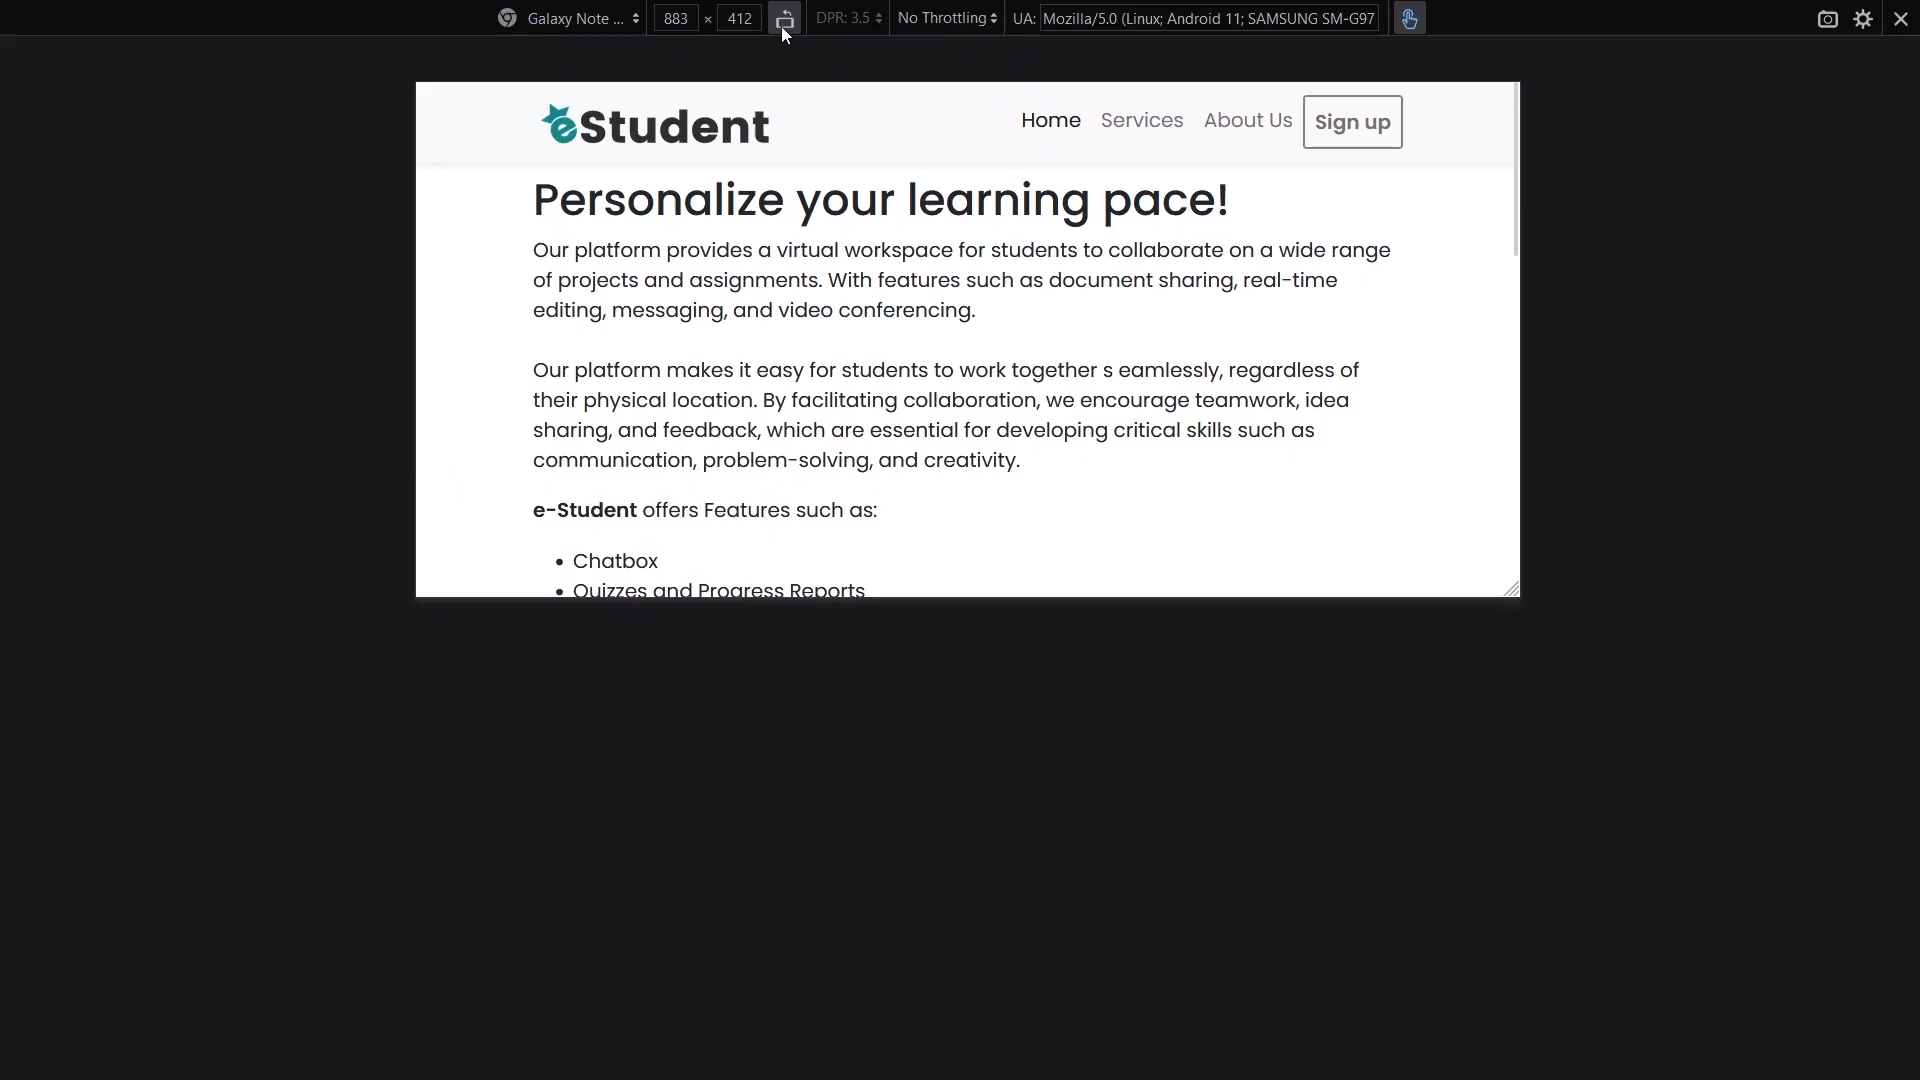 Galaxy Note ... 883 × 412 DPR: 3.5 No Throttling UA: Mozilla/5.0 (Linux; Android 11; SAMSUNG SM-G97
eStudent Home Services About Us Sign up
Personalize your learning pace!
Our platform provides a virtual workspace for students to collaborate on a wide range
of projects and assignments. With features such as document sharing, real-time
editing, messaging, and video conferencing.
Our platform makes it easy for students to work together s eamlessly, regardless of
their physical location. By facilitating collaboration, we encourage teamwork, idea
sharing, and feedback, which are essential for developing critical skills such as
communication, problem-solving, and creativity.
e-Student offers Features such as:
• Chatbox
• Quizzes and Progress Reports